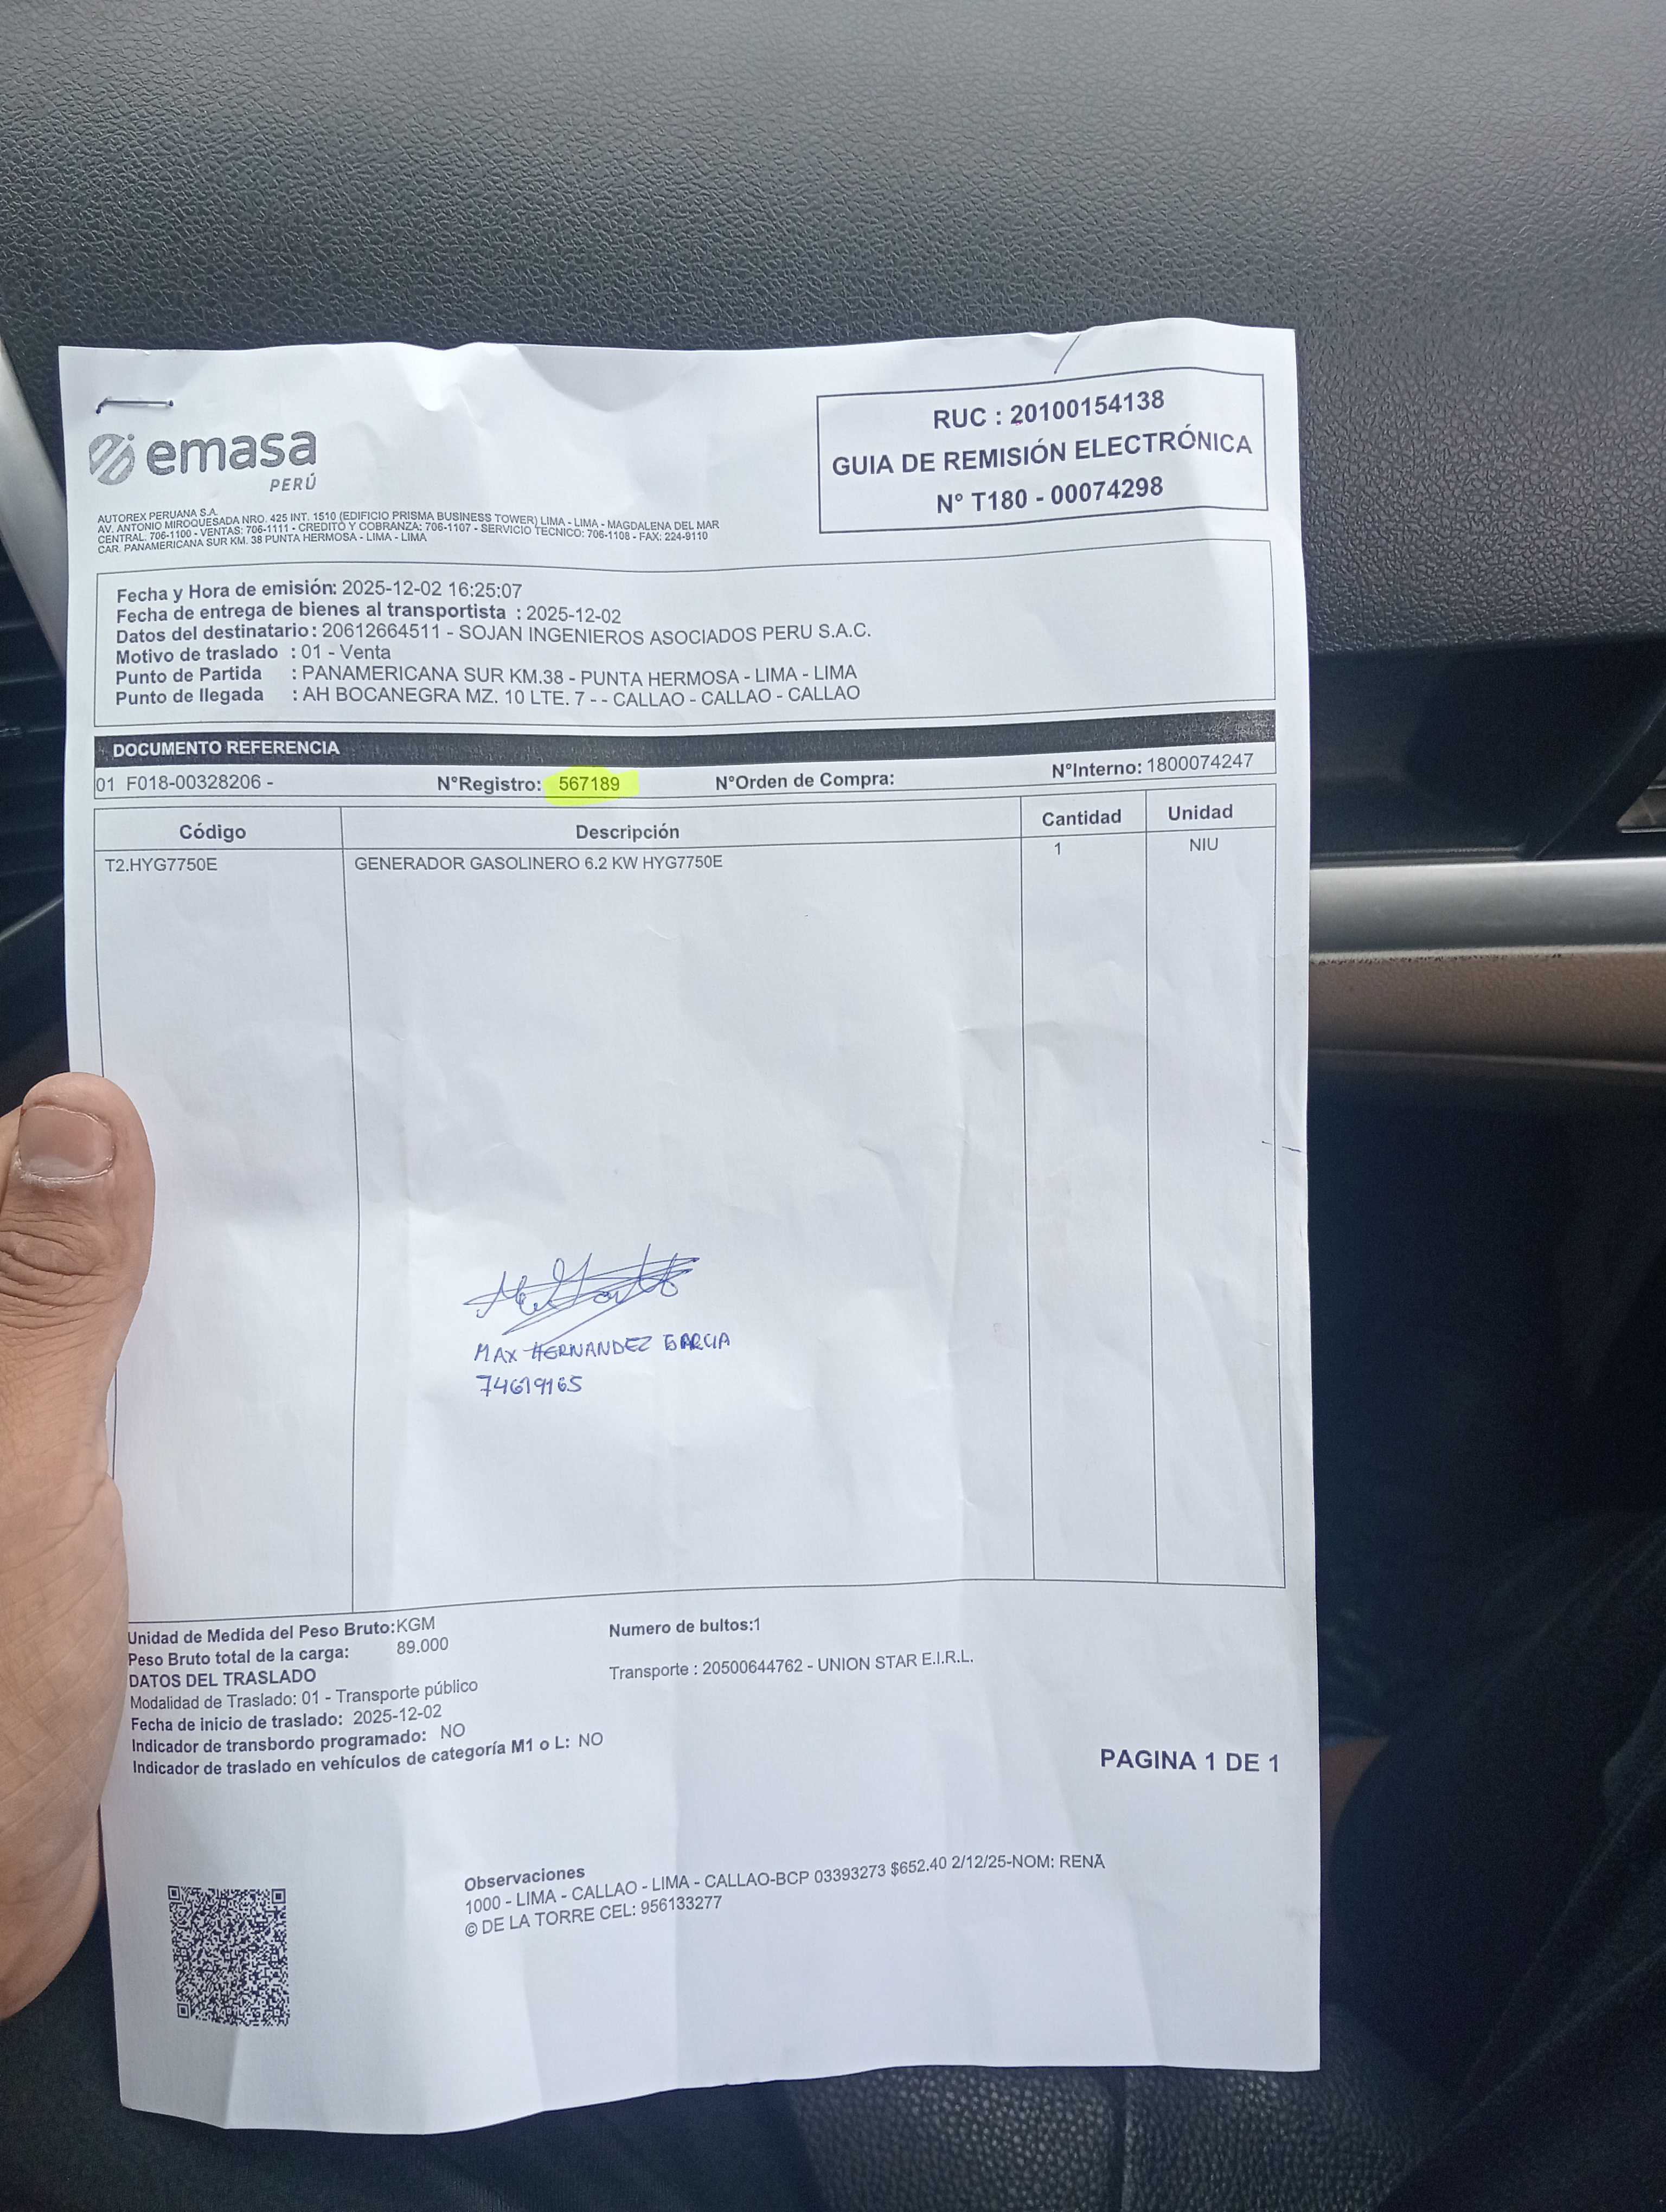 emasa
PERÚ
RUC : 20100154138
GUIA DE REMISIÓN ELECTRÓNICA
N° T180 - 00074298
AUTOREX PERUANA S.A.
AV. ANTONIO MIROQUESADA NRO. 425 INT. 1510 (EDIFICIO PRISMA BUSINESS TOWER) LIMA - LIMA - MAGDALENA DEL MAR
CENTRAL. 706-1100 - VENTAS: 706-1111 - CREDITO Y COBRANZA: 706-1107 - SERVICIO TECNICO: 706-1108 - FAX: 224-9110
CAR. PANAMERICANA SUR KM. 38 PUNTA HERMOSA - LIMA - LIMA
Fecha y Hora de emisión: 2025-12-02 16:25:07
Fecha de entrega de bienes al transportista : 2025-12-02
Datos del destinatario : 20612664511 - SOJAN INGENIEROS ASOCIADOS PERU S.A.C.
Motivo de traslado : 01 - Venta
Punto de Partida : PANAMERICANA SUR KM.38 - PUNTA HERMOSA - LIMA - LIMA
Punto de llegada : AH BOCANEGRA MZ. 10 LTE. 7 - - CALLAO - CALLAO - CALLAO
DOCUMENTO REFERENCIA
01 F018-00328206 - N°Registro: 567189 N°Orden de Compra: N°Interno: 1800074247
Código Descripción Cantidad Unidad
T2.HYG7750E GENERADOR GASOLINERO 6.2 KW HYG7750E 1 NIU
MAX HERNANDEZ GARCIA
74619165
Unidad de Medida del Peso Bruto:KGM Numero de bultos:1
Peso Bruto total de la carga: 89.000
DATOS DEL TRASLADO Transporte : 20500644762 - UNION STAR E.I.R.L.
Modalidad de Traslado: 01 - Transporte público
Fecha de inicio de traslado: 2025-12-02
Indicador de transbordo programado: NO
Indicador de traslado en vehículos de categoría M1 o L: NO
PAGINA 1 DE 1
Observaciones
1000 - LIMA - CALLAO - LIMA - CALLAO-BCP 03393273 $652.40 2/12/25-NOM: RENÃ
© DE LA TORRE CEL: 956133277